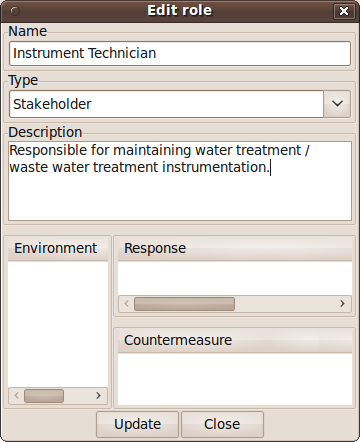 Edit role
Name
Instrument Technician
Type
Stakeholder
Description
Responsible for maintaining water treatment /
waste water treatment instrumentation.
Environment
Response
Countermeasure
Update
Close